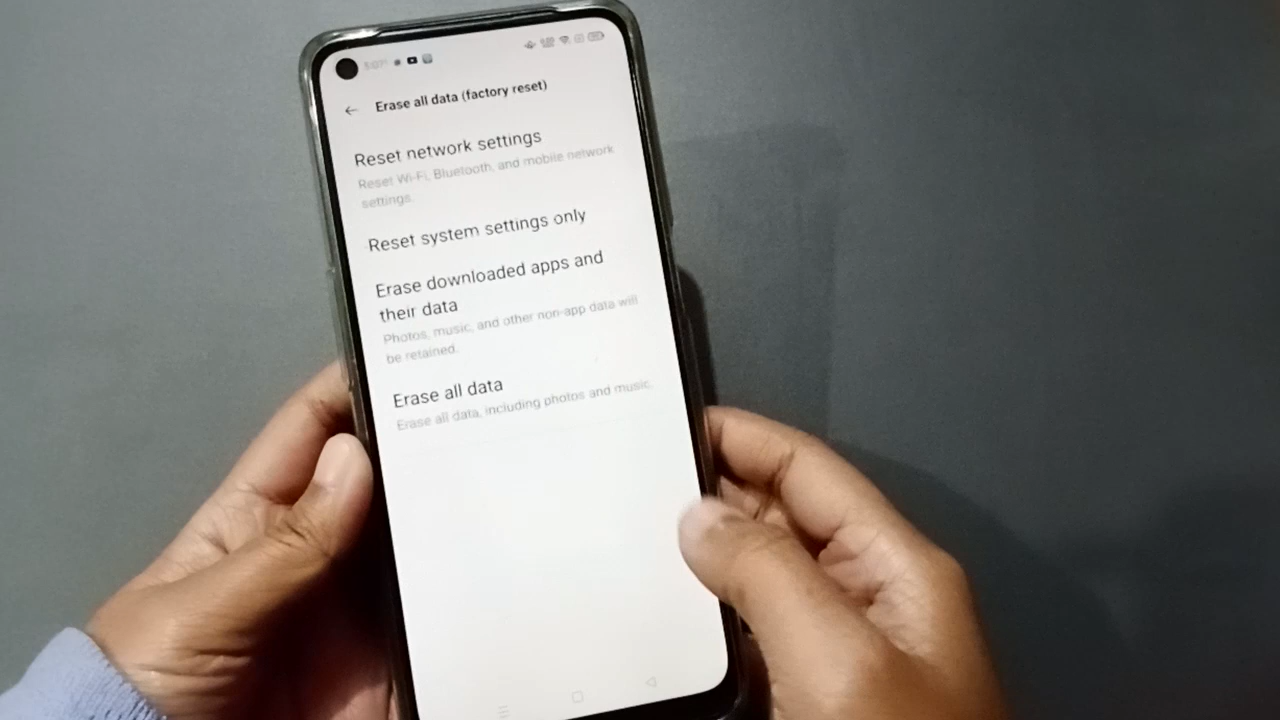 Erase all data (factory reset)
Reset network settings
Reset Wi-Fi, Bluetooth, and mobile network
settings.
Reset system settings only
Erase downloaded apps and
their data
Photos, music, and other non-app data will
be retained.
Erase all data
Erase all data, including photos and music.